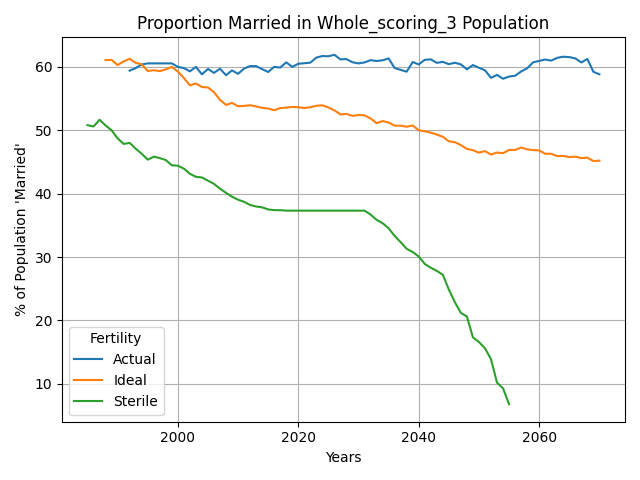 Proportion Married in Whole_scoring_3 Population
% of Population 'Married'
60
50
40
30
20
10
Fertility
Actual
Ideal
Sterile
2000 2020 2040 2060
Years